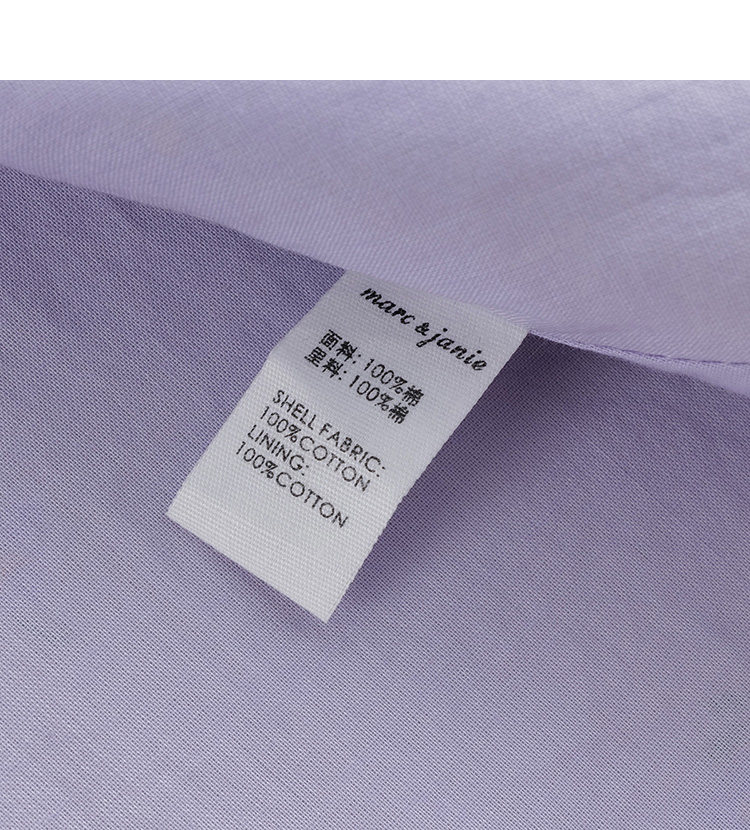 marc & janie
面料: 100%棉
里料: 100%棉
SHELL FABRIC:
100%COTTON
LINING:
100%COTTON